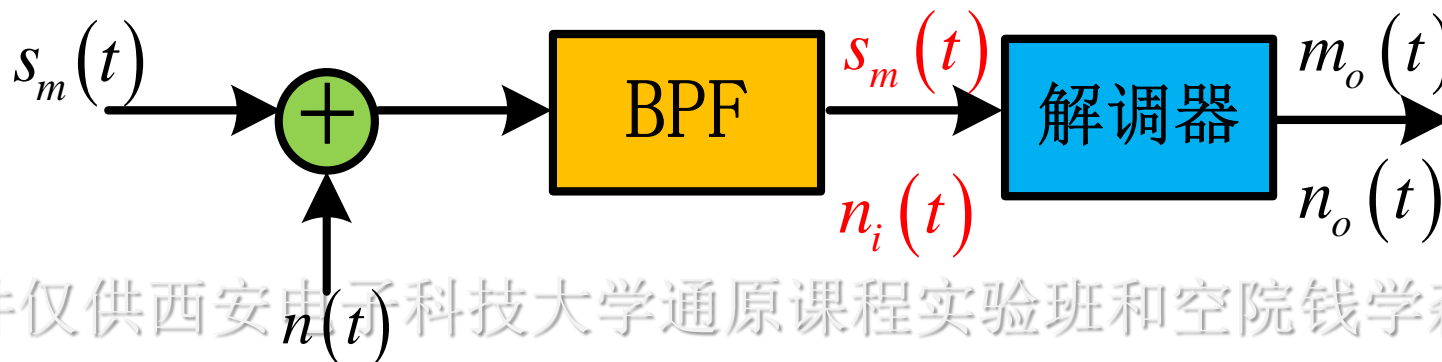 s_m(t)
+
BPF
s_m(t)
n_i(t)
解调器
m_o(t)
n_o(t)
n(t)
仅供西安电子科技大学通原课程实验班和空院钱学